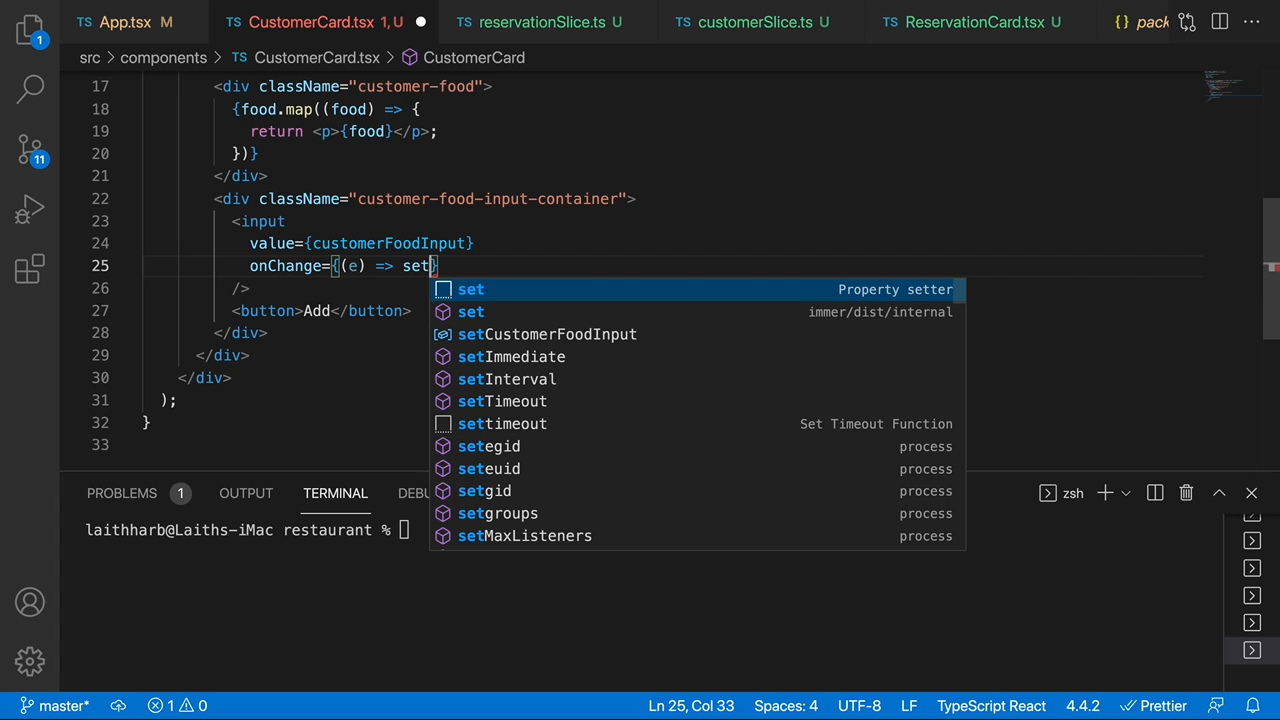 TS App.tsx M TS CustomerCard.tsx 1, U TS reservationSlice.ts U TS customerSlice.ts U TS ReservationCard.tsx U {} pack
1
src > components > TS CustomerCard.tsx > CustomerCard
17 <div className="customer-food">
18 {food.map((food) => {
19 return <p>{food}</p>;
20 })}
21 </div>
22 <div className="customer-food-input-container">
23 <input
24 value={customerFoodInput}
25 onChange={(e) => set}
26 />
27 <button>Add</button>
28 </div>
29 </div>
30 </div>
31 );
32 }
33
11
set Property setter
set immer/dist/internal
setCustomerFoodInput
setImmediate
setInterval
setTimeout
settimeout Set Timeout Function
setegid process
seteuid process
setgid process
setgroups process
setMaxListeners process
PROBLEMS 1 OUTPUT TERMINAL DEBU zsh
laithharb@Laiths-iMac restaurant %
master* 1 0 Ln 25, Col 33 Spaces: 4 UTF-8 LF TypeScript React 4.4.2 Prettier